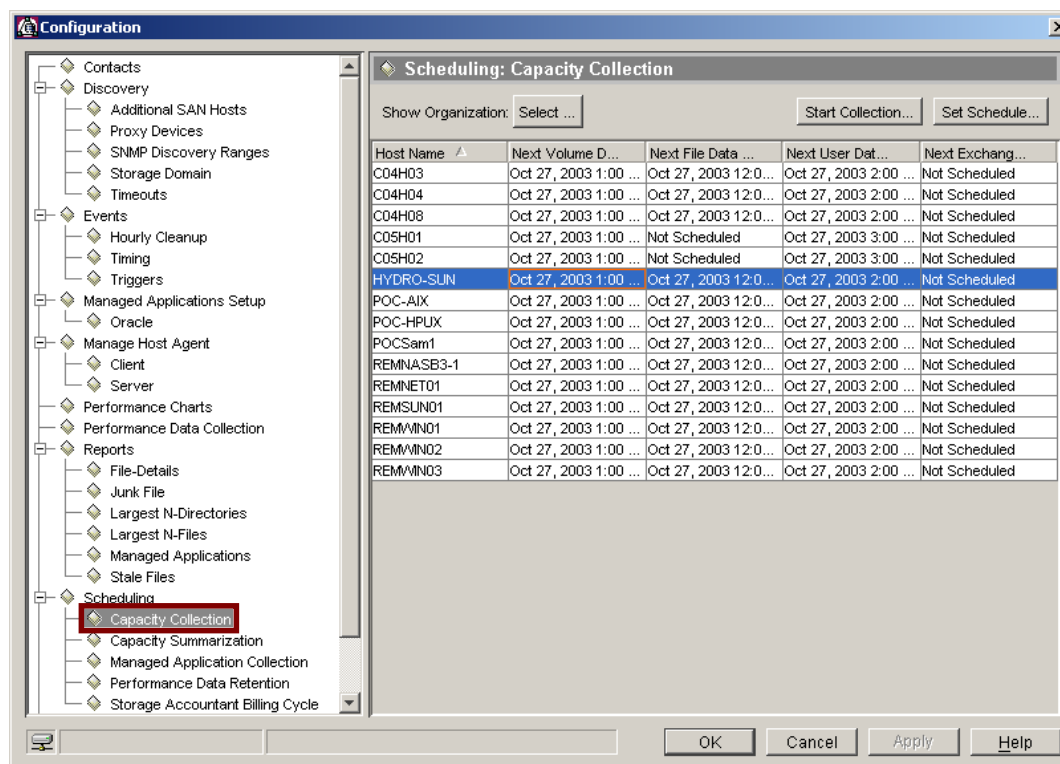 Configuration
Contacts
Discovery
Additional SAN Hosts
Proxy Devices
SNMP Discovery Ranges
Storage Domain
Timeouts
Events
Hourly Cleanup
Timing
Triggers
Managed Applications Setup
Oracle
Manage Host Agent
Client
Server
Performance Charts
Performance Data Collection
Reports
File-Details
Junk File
Largest N-Directories
Largest N-Files
Managed Applications
Stale Files
Scheduling
Capacity Collection
Capacity Summarization
Managed Application Collection
Performance Data Retention
Storage Accountant Billing Cycle
Scheduling: Capacity Collection
Show Organization: Select ... Start Collection... Set Schedule...
Host Name Next Volume D... Next File Data ... Next User Dat... Next Exchang...
C04H03 Oct 27, 2003 1:00 ... Oct 27, 2003 12:0... Oct 27, 2003 2:00 ... Not Scheduled
C04H04 Oct 27, 2003 1:00 ... Oct 27, 2003 12:0... Oct 27, 2003 2:00 ... Not Scheduled
C04H08 Oct 27, 2003 1:00 ... Oct 27, 2003 12:0... Oct 27, 2003 2:00 ... Not Scheduled
C05H01 Oct 27, 2003 1:00 ... Not Scheduled Oct 27, 2003 3:00 ... Not Scheduled
C05H02 Oct 27, 2003 1:00 ... Not Scheduled Oct 27, 2003 3:00 ... Not Scheduled
HYDRO-SUN Oct 27, 2003 1:00 ... Oct 27, 2003 12:0... Oct 27, 2003 2:00 ... Not Scheduled
POC-AIX Oct 27, 2003 1:00 ... Oct 27, 2003 12:0... Oct 27, 2003 2:00 ... Not Scheduled
POC-HPUX Oct 27, 2003 1:00 ... Oct 27, 2003 12:0... Oct 27, 2003 2:00 ... Not Scheduled
POCSam1 Oct 27, 2003 1:00 ... Oct 27, 2003 12:0... Oct 27, 2003 2:00 ... Not Scheduled
REMNASB3-1 Oct 27, 2003 1:00 ... Oct 27, 2003 12:0... Oct 27, 2003 2:00 ... Not Scheduled
REMNET01 Oct 27, 2003 1:00 ... Oct 27, 2003 12:0... Oct 27, 2003 2:00 ... Not Scheduled
REMSUN01 Oct 27, 2003 1:00 ... Oct 27, 2003 12:0... Oct 27, 2003 2:00 ... Not Scheduled
REMWIN01 Oct 27, 2003 1:00 ... Oct 27, 2003 12:0... Oct 27, 2003 2:00 ... Not Scheduled
REMWIN02 Oct 27, 2003 1:00 ... Oct 27, 2003 12:0... Oct 27, 2003 2:00 ... Not Scheduled
REMWIN03 Oct 27, 2003 1:00 ... Oct 27, 2003 12:0... Oct 27, 2003 2:00 ... Not Scheduled
OK Cancel Apply Help